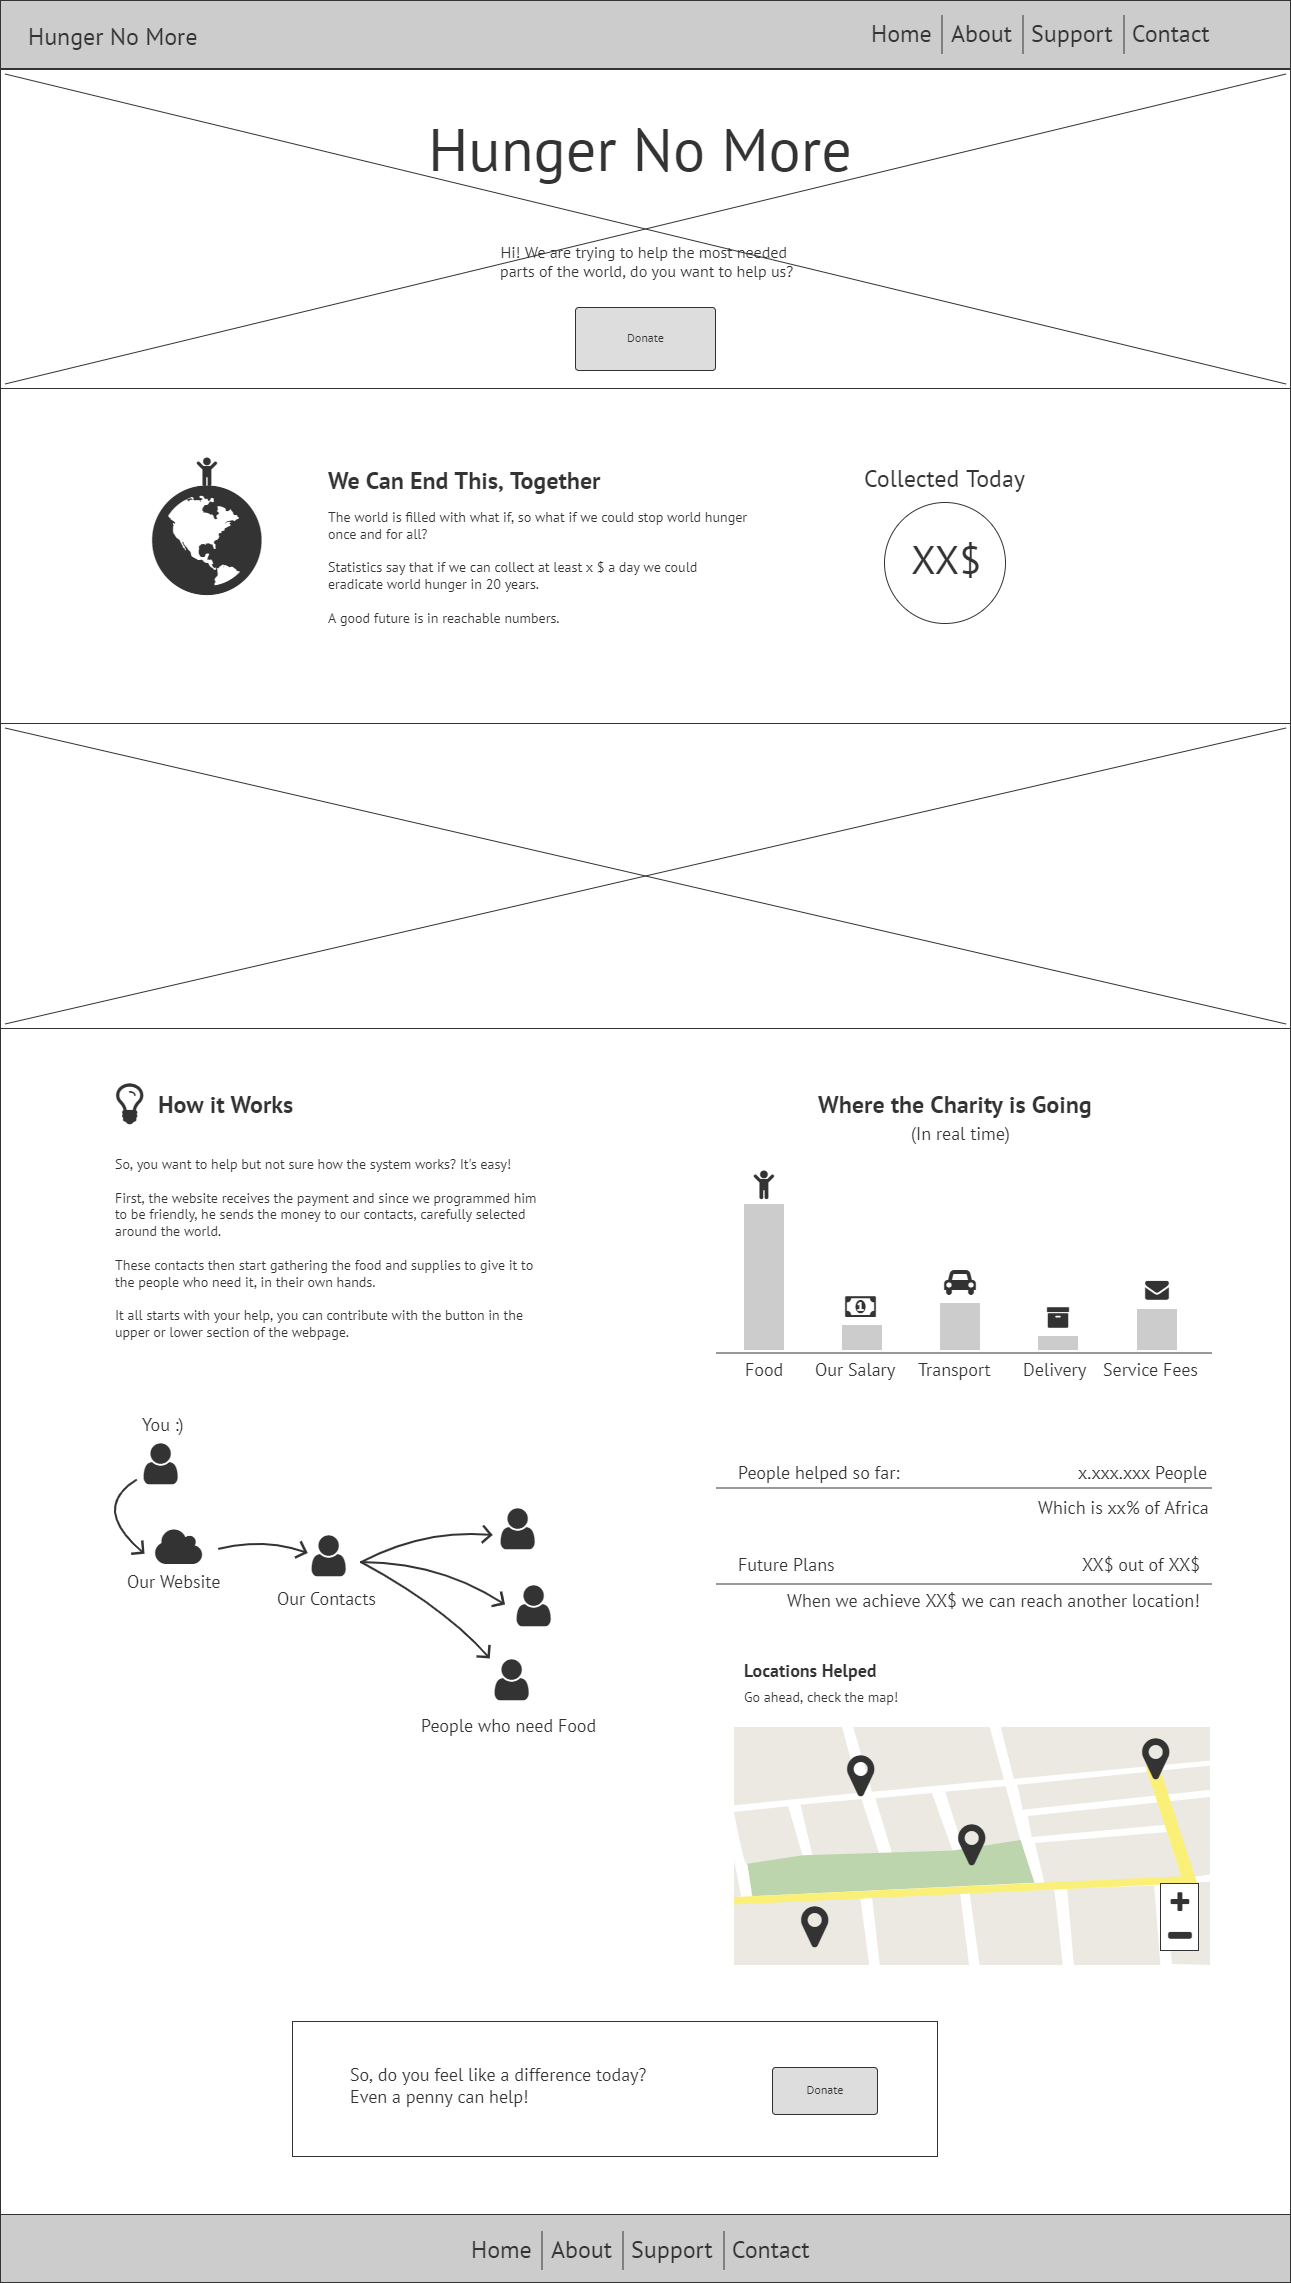 Hunger No More
Home
About
Support
Contact
Hunger No More
Hi! We are trying to help the most needed
parts of the world, do you want to help us?
Donate
We Can End This, Together
The world is filled with what if, so what if we could stop world hunger
once and for all?
Statistics say that if we can collect at least x $ a day we could
eradicate world hunger in 20 years.
A good future is in reachable numbers.
Collected Today
XX$
How it Works
So, you want to help but not sure how the system works? It's easy!
First, the website receives the payment and since we programmed him
to be friendly, he sends the money to our contacts, carefully selected
around the world.
These contacts then start gathering the food and supplies to give it to
the people who need it, in their own hands.
It all starts with your help, you can contribute with the button in the
upper or lower section of the webpage.
You :)
Our Website
Our Contacts
People who need Food
Where the Charity is Going
(In real time)
1
Food
Our Salary
Transport
Delivery
Service Fees
People helped so far:
x.xxx.xxx People
Which is xx% of Africa
Future Plans
XX$ out of XX$
When we achieve XX$ we can reach another location!
Locations Helped
Go ahead, check the map!
So, do you feel like a difference today?
Even a penny can help!
Donate
Home
About
Support
Contact